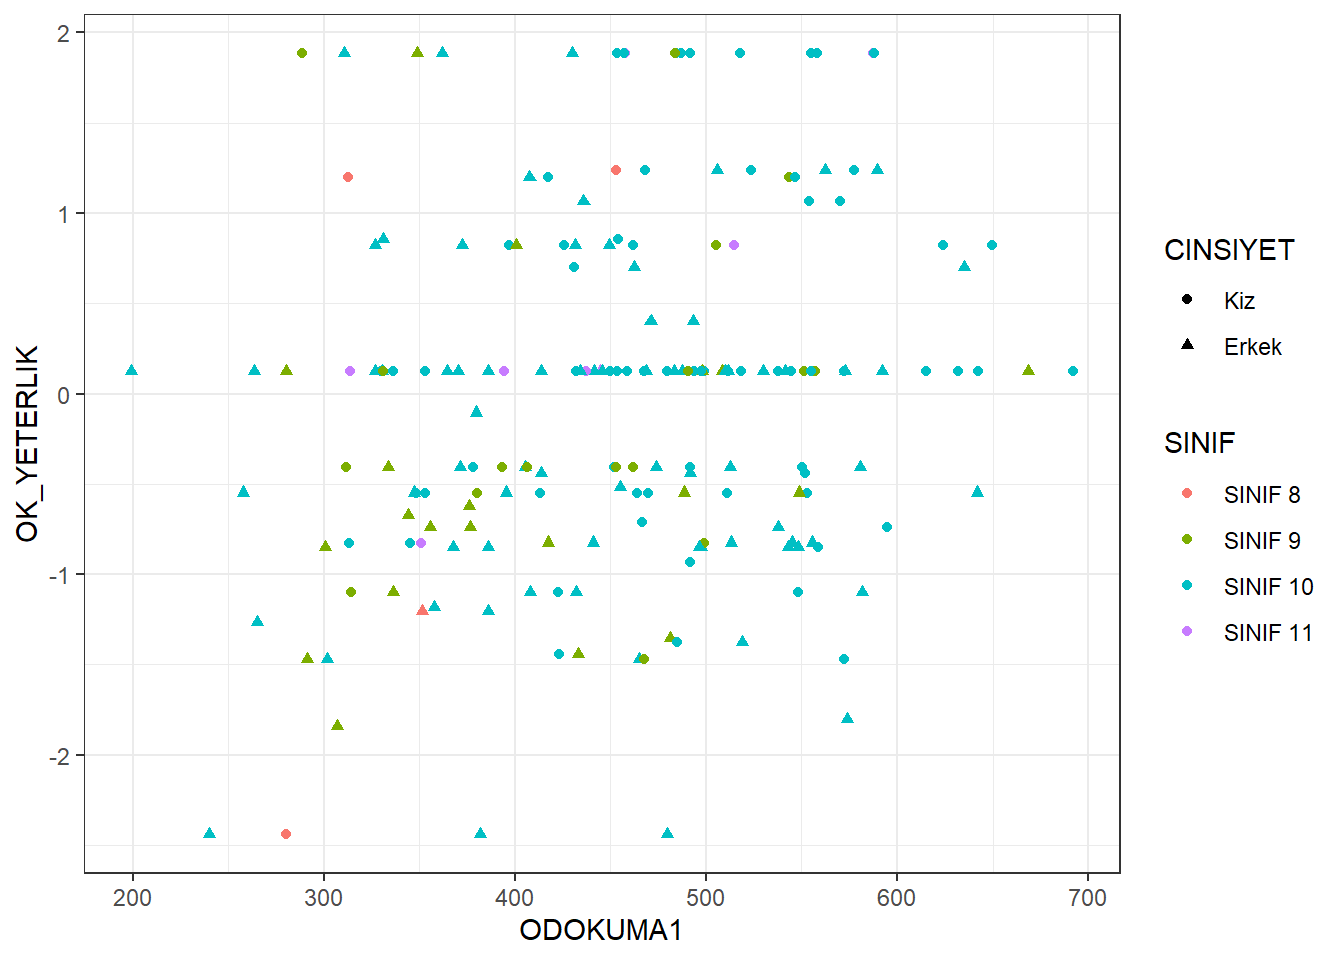 2
1
0
-1
-2
OK_YETERLIK
200 300 400 500 600 700
ODOKUMA1
CINSIYET
Kiz
Erkek
SINIF
SINIF 8
SINIF 9
SINIF 10
SINIF 11